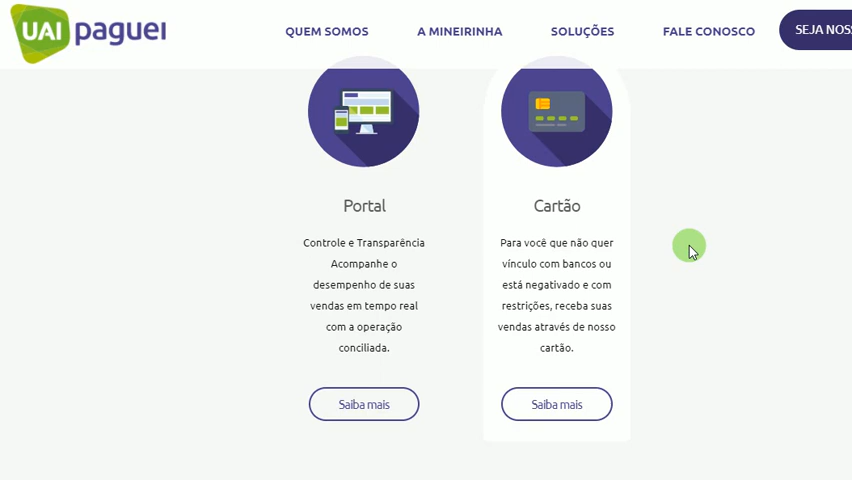 UAI paguei
QUEM SOMOS
A MINEIRINHA
SOLUÇÕES
FALE CONOSCO
SEJA NOSS
Portal
Controle e Transparência
Acompanhe o
desempenho de suas
vendas em tempo real
com a operação
conciliada.
Saiba mais
Cartão
Para você que não quer
vínculo com bancos ou
está negativado e com
restrições, receba suas
vendas através de nosso
cartão.
Saiba mais